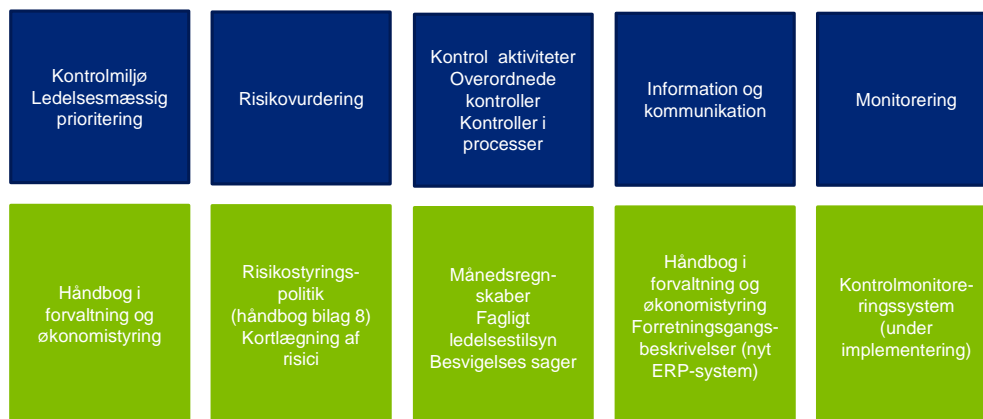 Kontrolmiljø
Ledelsesmæssig
prioritering
Risikovurdering
Kontrol aktiviteter
Overordnede
kontroller
Kontroller i
processer
Information og
kommunikation
Monitorering
Håndbog i
forvaltning og
økonomistyring
Risikostyrings-
politik
(håndbog bilag 8)
Kortlægning af
risici
Månedsregn-
skaber
Fagligt
ledelsestilsyn
Besvigelses sager
Håndbog i
forvaltning og
økonomistyring
Forretningsgangs-
beskrivelser (nyt
ERP-system)
Kontrolmonitore-
ringssystem
(under
implementering)